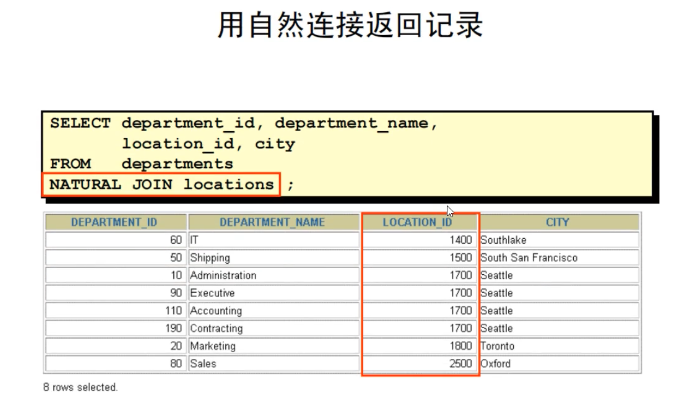 用自然连接返回记录
SELECT department_id, department_name,
location_id, city
FROM departments
NATURAL JOIN locations ;
DEPARTMENT_ID DEPARTMENT_NAME LOCATION_ID CITY
60 IT 1400 Southlake
50 Shipping 1500 South San Francisco
10 Administration 1700 Seattle
90 Executive 1700 Seattle
110 Accounting 1700 Seattle
190 Contracting 1700 Seattle
20 Marketing 1800 Toronto
80 Sales 2500 Oxford
8 rows selected.